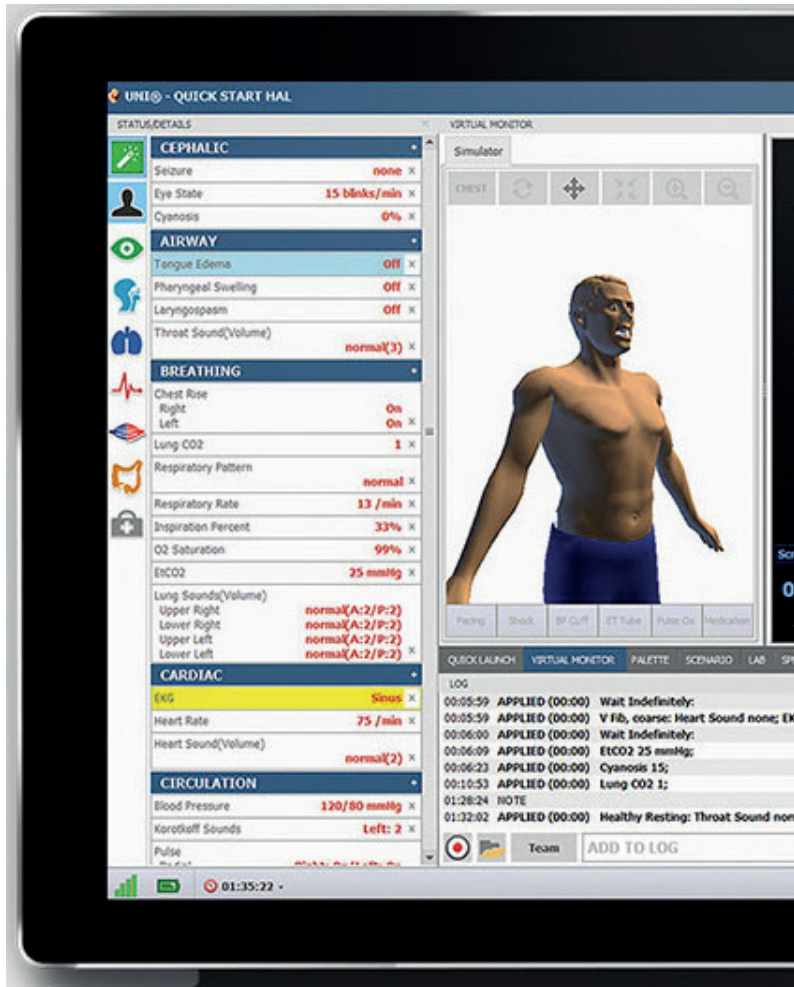 UNI® - QUICK START HAL
STATUS/DETAILS
CEPHALIC
Seizure none
Eye State 15 blinks/min
Cyanosis 0%
AIRWAY
Tongue Edema Off
Pharyngeal Swelling Off
Laryngospasm Off
Throat Sound(Volume)
normal(3)
BREATHING
Chest Rise
Right On
Left On
Lung CO2 1
Respiratory Pattern
normal
Respiratory Rate 13 /min
Inspiration Percent 33%
O2 Saturation 99%
EtCO2 25 mmHg
Lung Sounds(Volume)
Upper Right normal(A:2/P:2)
Lower Right normal(A:2/P:2)
Upper Left normal(A:2/P:2)
Lower Left normal(A:2/P:2)
CARDIAC
EKG Sinus
Heart Rate 75 /min
Heart Sound(Volume)
normal(2)
CIRCULATION
Blood Pressure 120/80 mmHg
Korotkoff Sounds Left: 2
Pulse
VIRTUAL MONITOR
Simulator
CHEST
Pacing Shock BP Cuff ET Tube Pulse Ox Medication
Scr
0
QUICK LAUNCH VIRTUAL MONITOR PALETTE SCENARIO LAB
LOG
00:05:59 APPLIED (00:00) Wait Indefinitely:
00:05:59 APPLIED (00:00) V Fib, coarse: Heart Sound none; EK
00:06:00 APPLIED (00:00) Wait Indefinitely:
00:06:09 APPLIED (00:00) EtCO2 25 mmHg;
00:06:23 APPLIED (00:00) Cyanosis 15;
00:10:53 APPLIED (00:00) Lung CO2 1;
01:28:24 NOTE
01:32:02 APPLIED (00:00) Healthy Resting: Throat Sound non
Team ADD TO LOG
01:35:22